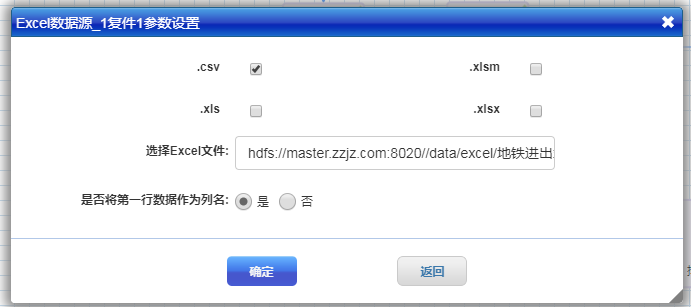 Excel数据源_1复件1参数设置
.csv .xlsm
.xls .xlsx
选择Excel文件: hdfs://master.zzjz.com:8020//data/excel/地铁进出
是否将第一行数据作为列名: 是 否
确定 返回